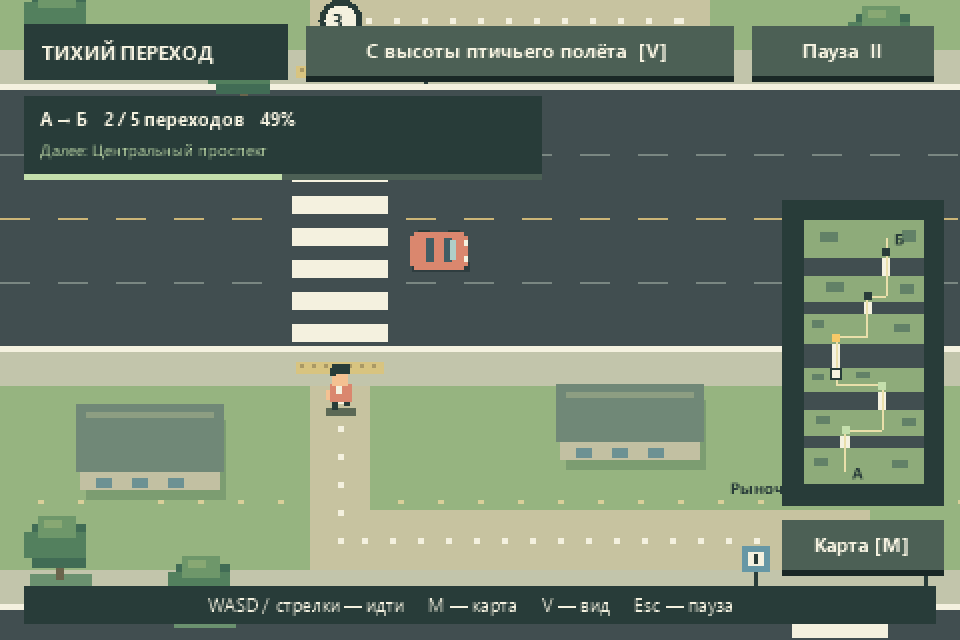 3
ТИХИЙ ПЕРЕХОД
С высоты птичьего полёта [V]
Пауза II
А — Б 2 / 5 переходов 49%
Далее: Центральный проспект
Б
А
Рыноч
Карта [M]
WASD / стрелки — идти M — карта V — вид Esc — пауза